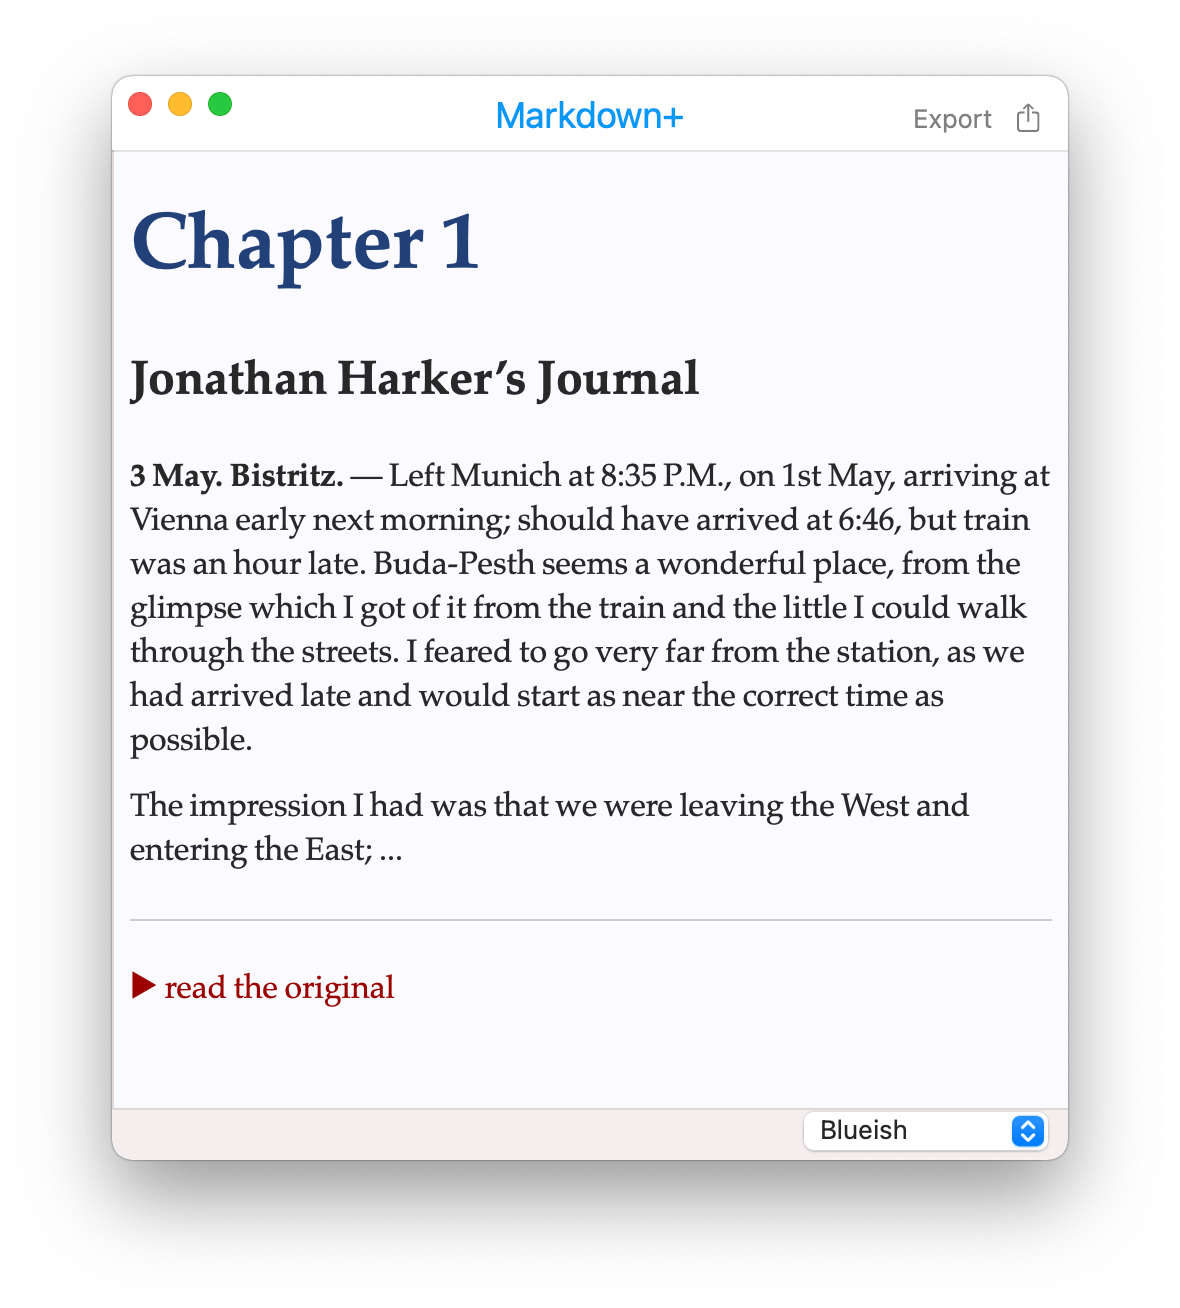 Markdown+
Export
Chapter 1
Jonathan Harker’s Journal
3 May. Bistritz. — Left Munich at 8:35 P.M., on 1st May, arriving at
Vienna early next morning; should have arrived at 6:46, but train
was an hour late. Buda-Pesth seems a wonderful place, from the
glimpse which I got of it from the train and the little I could walk
through the streets. I feared to go very far from the station, as we
had arrived late and would start as near the correct time as
possible.
The impression I had was that we were leaving the West and
entering the East; ...
▶ read the original
Blueish